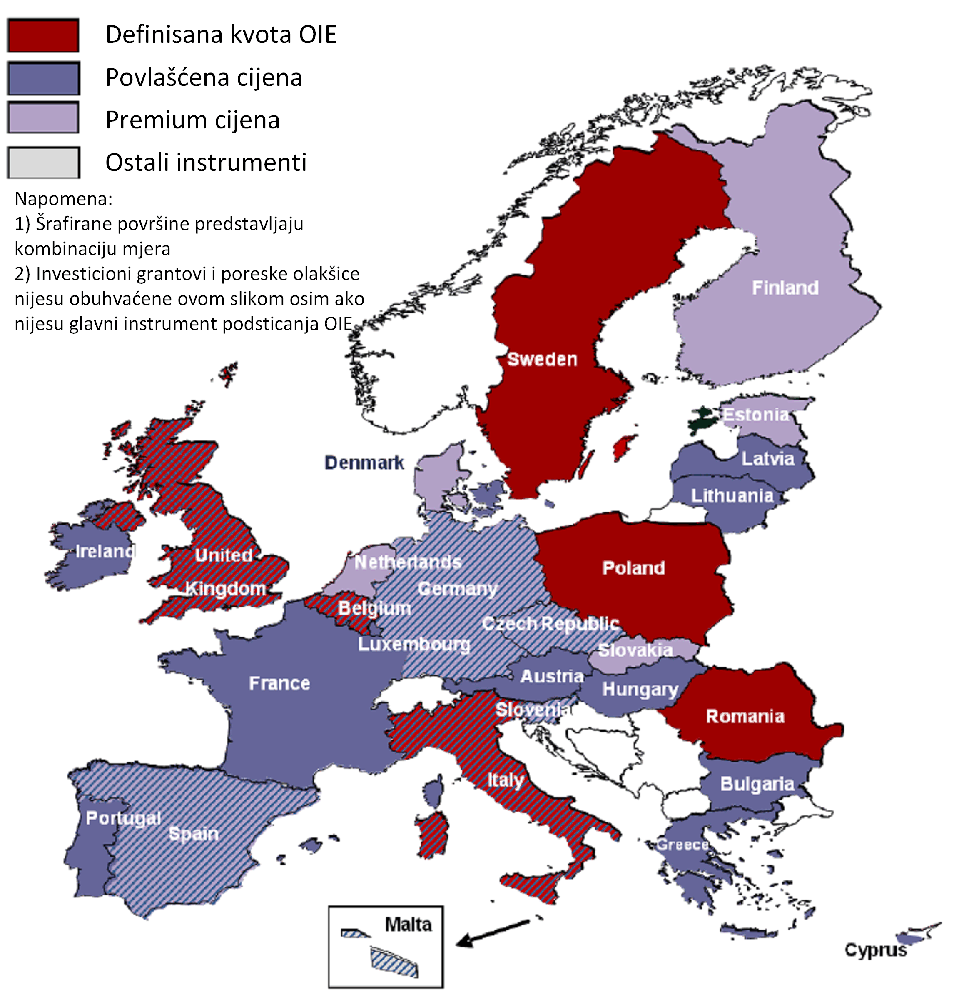 Definisana kvota OIE
Povlašćena cijena
Premium cijena
Ostali instrumenti
Napomena:
1) Šrafirane površine predstavljaju
kombinaciju mjera
2) Investicioni grantovi i poreske olakšice
nijesu obuhvaćene ovom slikom osim ako
nijesu glavni instrument podsticanja OIE
Finland
Sweden
Estonia
Denmark
Latvia
Lithuania
Ireland
United
Kingdom
Netherlands
Poland
Germany
Belgium
Czech Republic
Luxembourg
Slovakia
France
Austria
Hungary
Slovenia
Romania
Italy
Bulgaria
Portugal
Spain
Greece
Malta
Cyprus